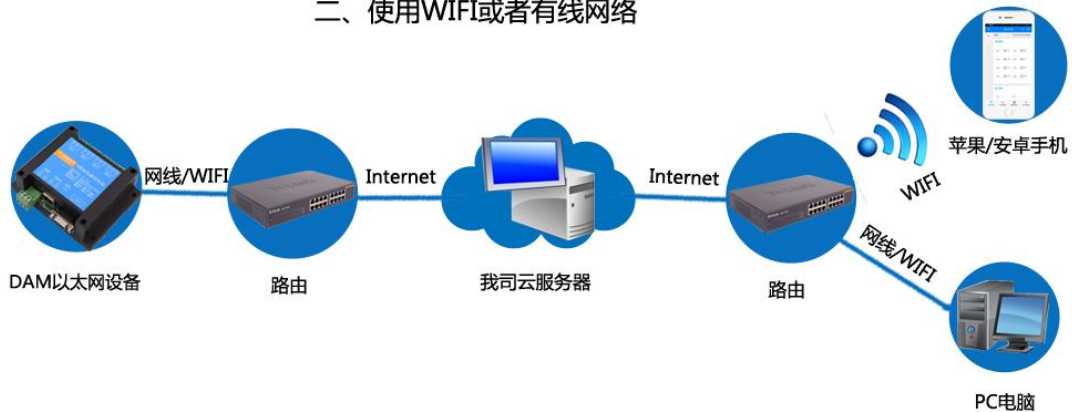 二、使用WIFI或者有线网络
网线/WIFI
Internet
Internet
WIFI
苹果/安卓手机
网线/WIFI
DAM以太网设备
路由
我司云服务器
路由
PC电脑